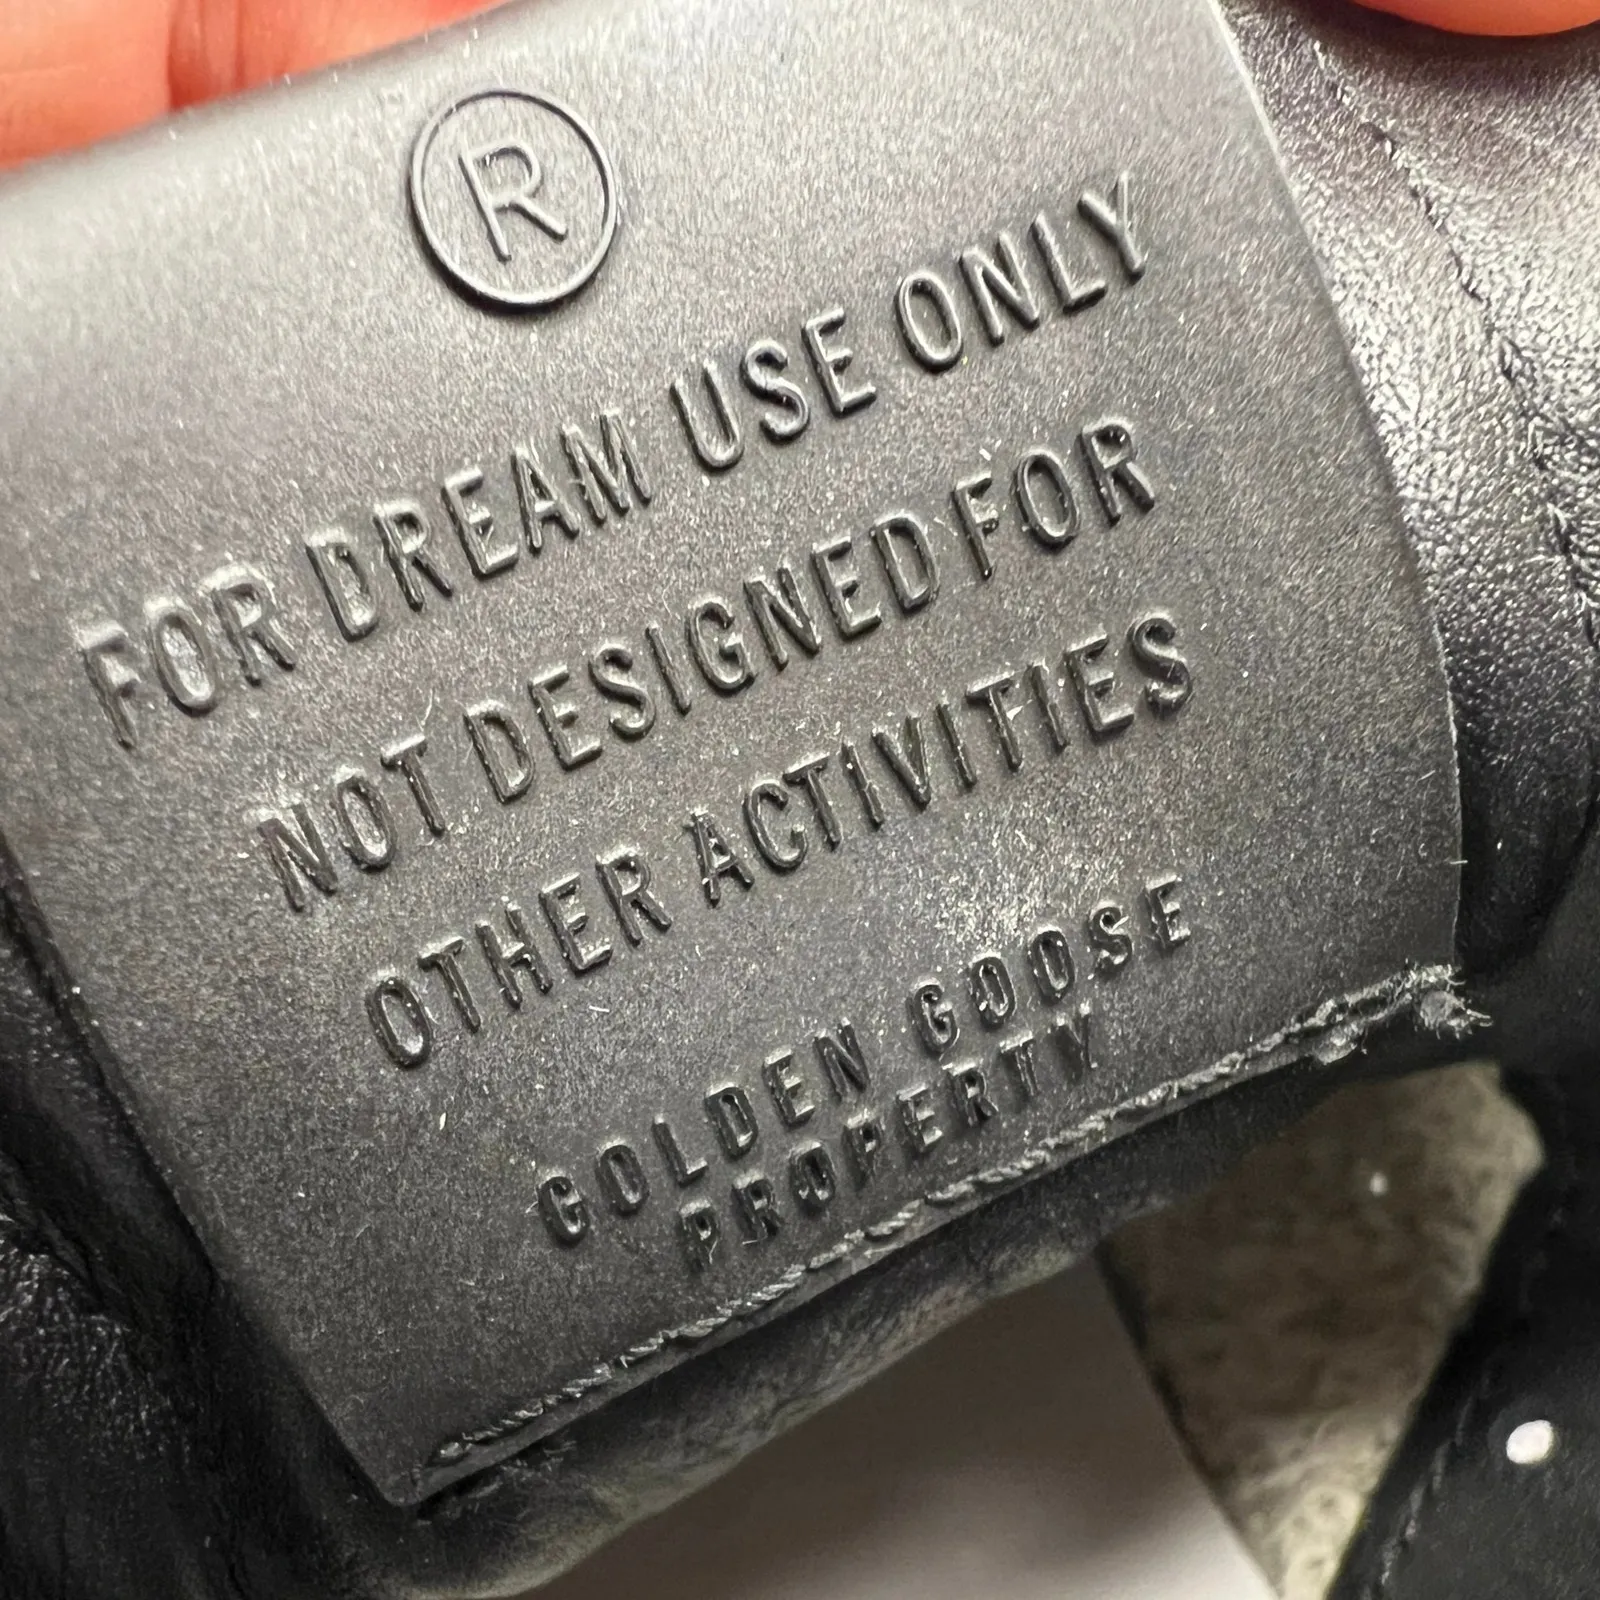 ®
FOR DREAM USE ONLY
NOT DESIGNED FOR
OTHER ACTIVITIES
GOLDEN GOOSE
PROPERTY